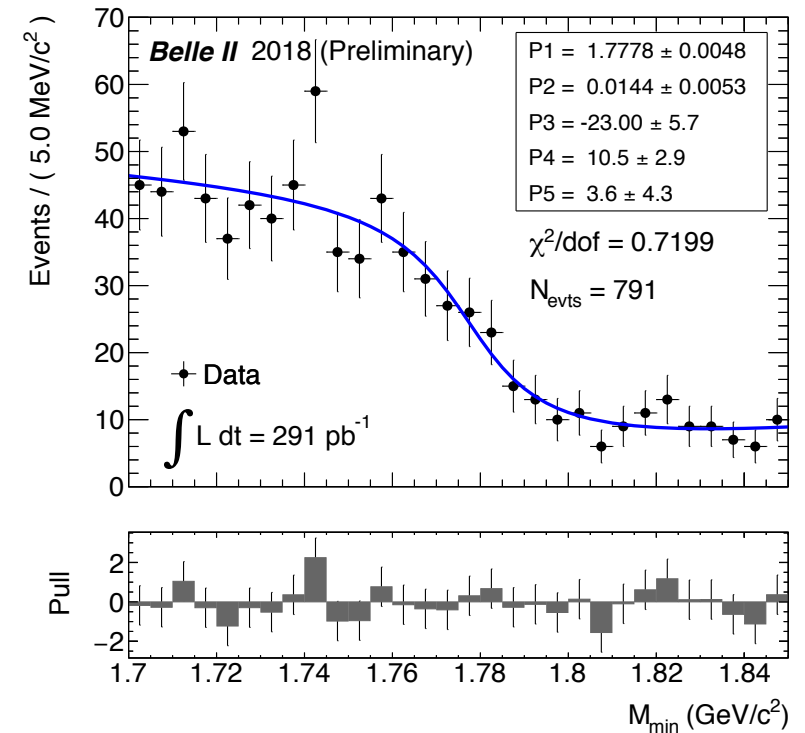 Belle II 2018 (Preliminary)
P1 = 1.7778 ± 0.0048
P2 = 0.0144 ± 0.0053
P3 = -23.00 ± 5.7
P4 = 10.5 ± 2.9
P5 = 3.6 ± 4.3
χ²/dof = 0.7199
N_evts = 791
Data
∫ L dt = 291 pb⁻¹
Events / ( 5.0 MeV/c² )
70
60
50
40
30
20
10
0
Pull
2
0
−2
1.7 1.72 1.74 1.76 1.78 1.8 1.82 1.84
M_min (GeV/c²)